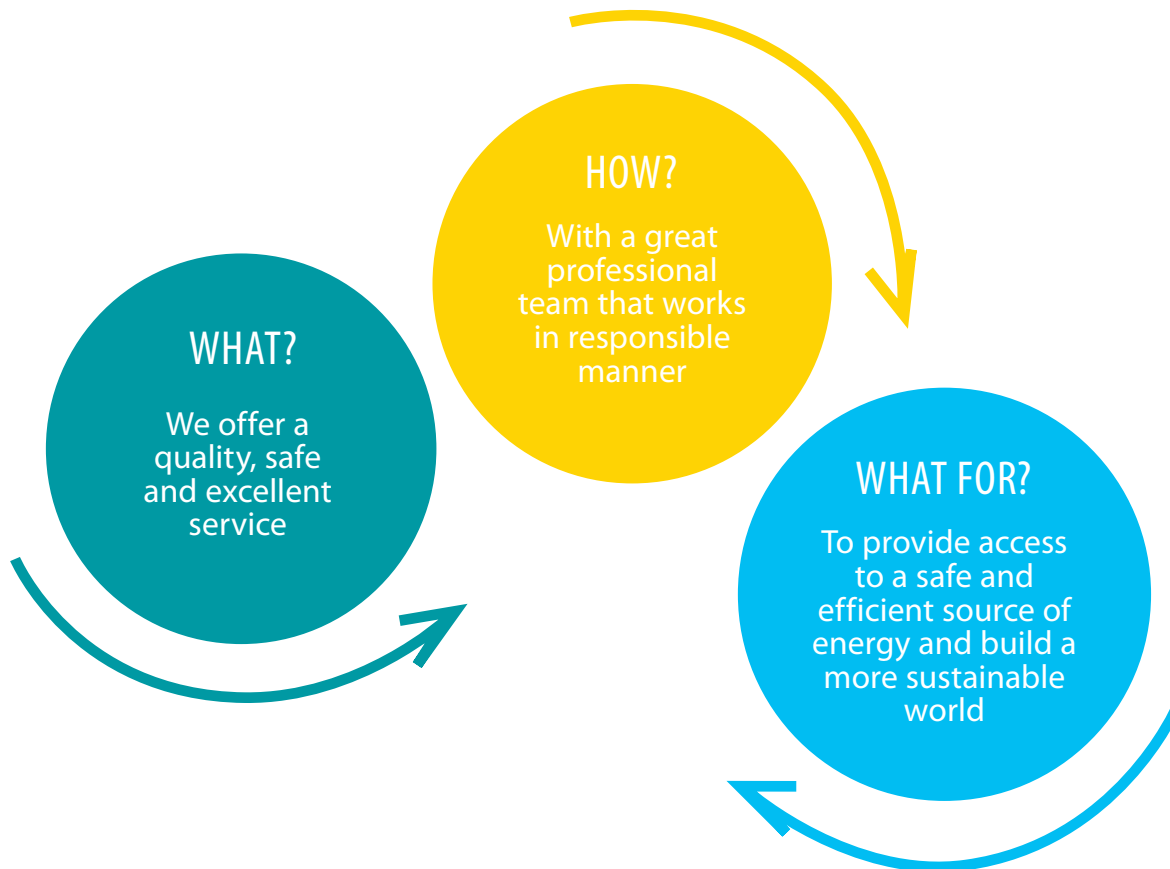 WHAT?
We offer a
quality, safe
and excellent
service
HOW?
With a great
professional
team that works
in responsible
manner
WHAT FOR?
To provide access
to a safe and
efficient source of
energy and build a
more sustainable
world